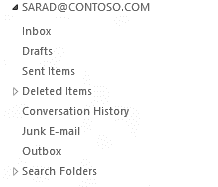 SARAD@CONTOSO.COM
Inbox
Drafts
Sent Items
Deleted Items
Conversation History
Junk E-mail
Outbox
Search Folders